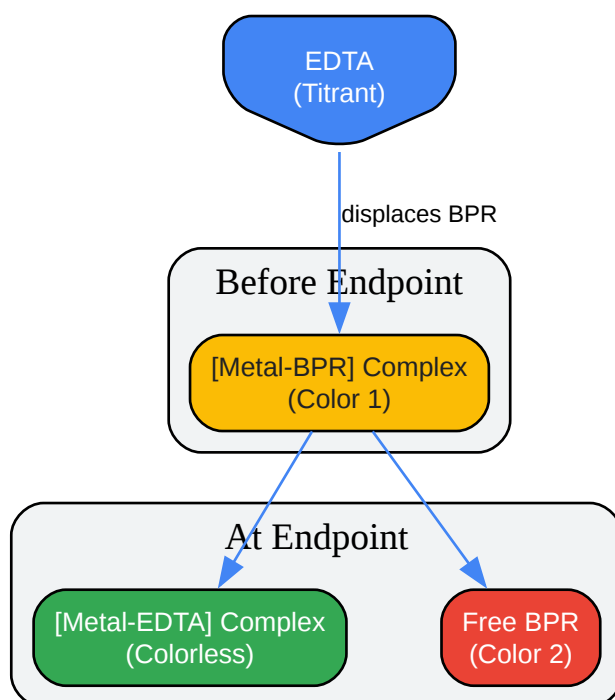 EDTA
(Titrant)
displaces BPR
Before Endpoint
[Metal-BPR] Complex
(Color 1)
At Endpoint
[Metal-EDTA] Complex
(Colorless)
Free BPR
(Color 2)